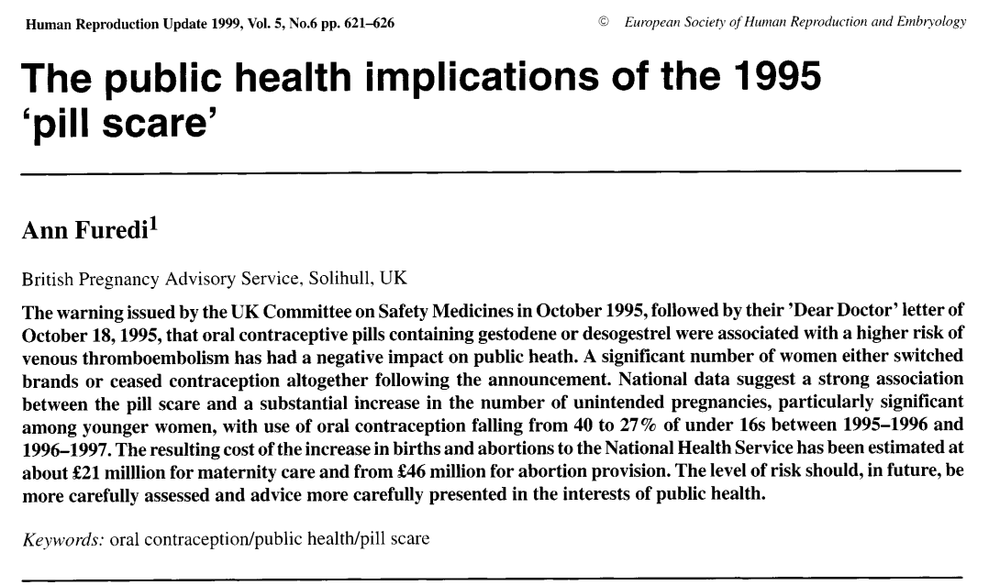 Human Reproduction Update 1999, Vol. 5, No.6 pp. 621–626
© European Society of Human Reproduction and Embryology
The public health implications of the 1995
‘pill scare’
Ann Furedi1
British Pregnancy Advisory Service, Solihull, UK
The warning issued by the UK Committee on Safety Medicines in October 1995, followed by their ’Dear Doctor’ letter of
October 18, 1995, that oral contraceptive pills containing gestodene or desogestrel were associated with a higher risk of
venous thromboembolism has had a negative impact on public heath. A significant number of women either switched
brands or ceased contraception altogether following the announcement. National data suggest a strong association
between the pill scare and a substantial increase in the number of unintended pregnancies, particularly significant
among younger women, with use of oral contraception falling from 40 to 27% of under 16s between 1995–1996 and
1996–1997. The resulting cost of the increase in births and abortions to the National Health Service has been estimated at
about £21 milllion for maternity care and from £46 million for abortion provision. The level of risk should, in future, be
more carefully assessed and advice more carefully presented in the interests of public health.
Keywords: oral contraception/public health/pill scare